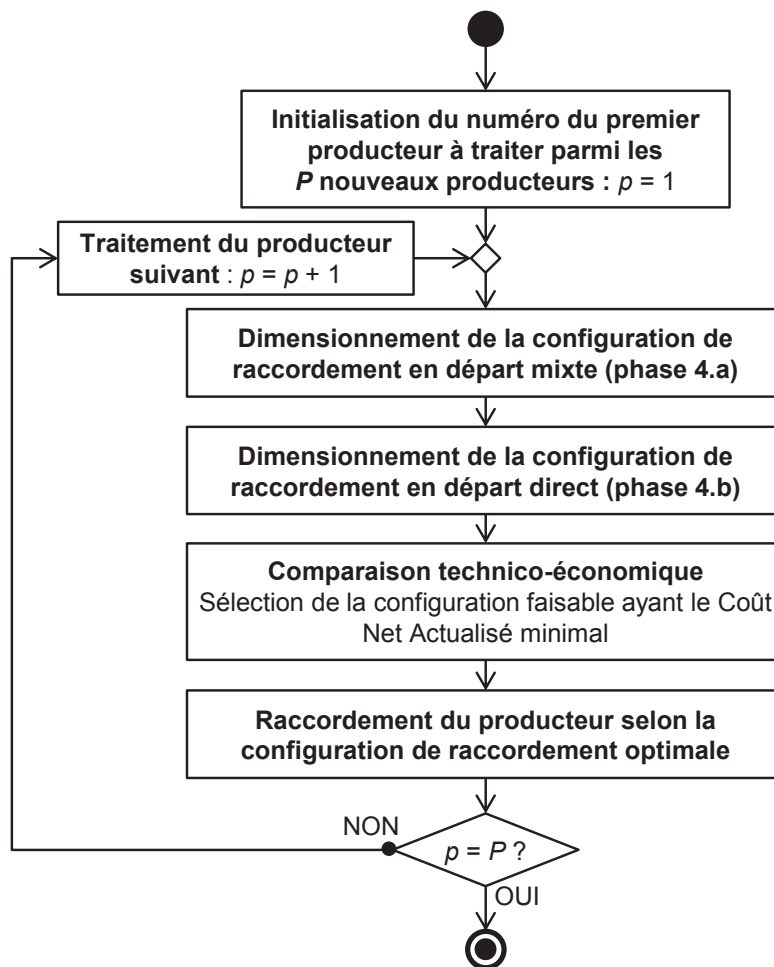 Initialisation du numéro du premier
producteur à traiter parmi les
P nouveaux producteurs : p = 1
Traitement du producteur
suivant : p = p + 1
Dimensionnement de la configuration de
raccordement en départ mixte (phase 4.a)
Dimensionnement de la configuration de
raccordement en départ direct (phase 4.b)
Comparaison technico-économique
Sélection de la configuration faisable ayant le Coût
Net Actualisé minimal
Raccordement du producteur selon la
configuration de raccordement optimale
NON
p = P ?
OUI